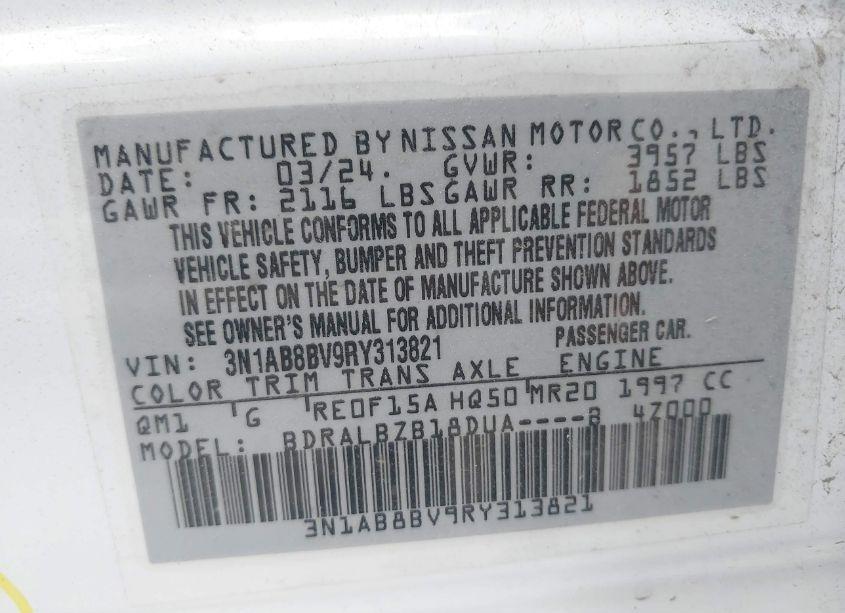 MANUFACTURED BY NISSAN MOTOR CO., LTD.
DATE: 03/24. GVWR: 3957 LBS
GAWR FR: 2116 LBS GAWR RR: 1852 LBS
THIS VEHICLE CONFORMS TO ALL APPLICABLE FEDERAL MOTOR
VEHICLE SAFETY, BUMPER AND THEFT PREVENTION STANDARDS
IN EFFECT ON THE DATE OF MANUFACTURE SHOWN ABOVE.
SEE OWNER'S MANUAL FOR ADDITIONAL INFORMATION.
VIN: 3N1AB8BV9RY313821 PASSENGER CAR.
COLOR TRIM TRANS AXLE ENGINE
QM1 G RE0F15A HQ50 MR20 1997 CC
MODEL: BDRALBZB18DUA----B 4Z000
3N1AB8BV9RY313821